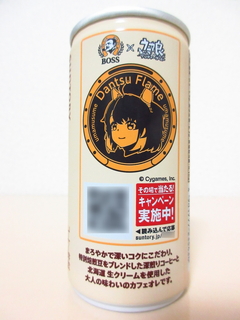 BOSS × ウマ娘
Umamusume
Dantsu Flame
Umamusume
© Cygames, Inc.
その場で当たる!
キャンペーン
実施中!
読み込んで応募
suntory.jp
まろやかで深いコクにこだわり、
特別焙煎豆をブレンドした深煎りコーヒーと
北海道 生クリームを使用した
大人の味わいのカフェオレです。